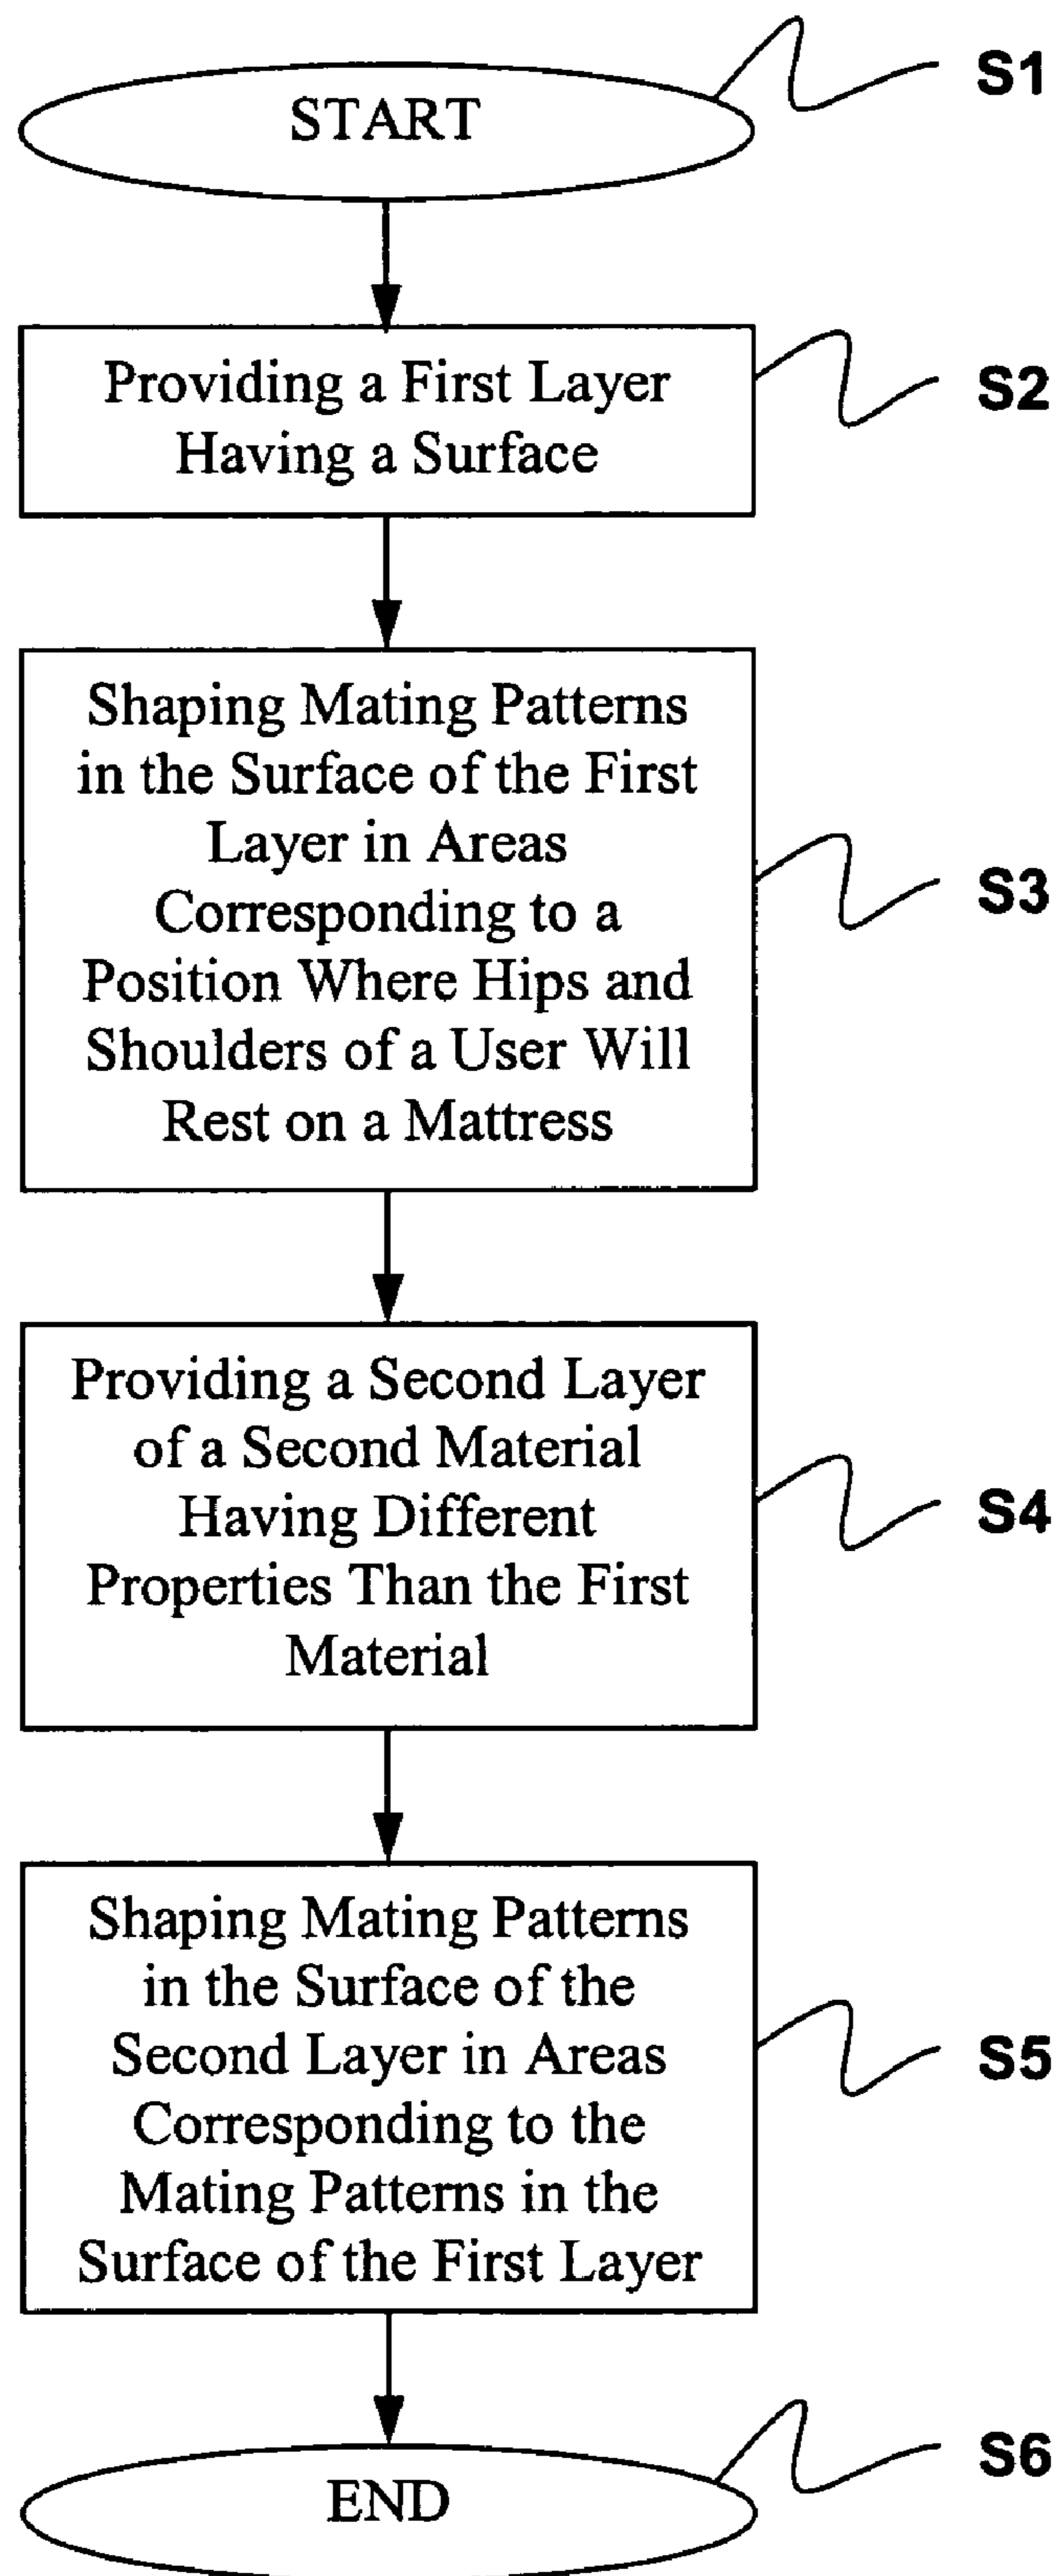 START
S1
Providing a First Layer
Having a Surface
S2
Shaping Mating Patterns
in the Surface of the First
Layer in Areas
Corresponding to a
Position Where Hips and
Shoulders of a User Will
Rest on a Mattress
S3
Providing a Second Layer
of a Second Material
Having Different
Properties Than the First
Material
S4
Shaping Mating Patterns
in the Surface of the
Second Layer in Areas
Corresponding to the
Mating Patterns in the
Surface of the First Layer
S5
END
S6